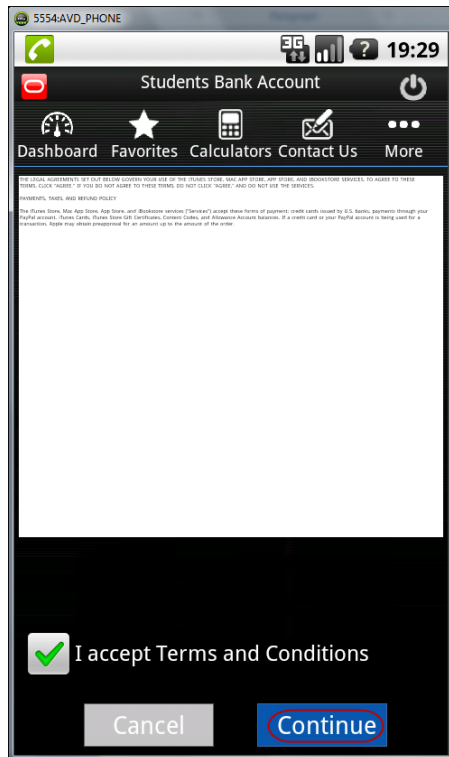 5554:AVD_PHONE
3G ? 19:29
Students Bank Account
Dashboard Favorites Calculators Contact Us More
THE LEGAL AGREEMENTS SET OUT BELOW GOVERN YOUR USE OF THE ITUNES STORE, MAC APP STORE, APP STORE, AND IBOOKSTORE SERVICES. TO AGREE TO THESE
TERMS, CLICK "AGREE." IF YOU DO NOT AGREE TO THESE TERMS, DO NOT CLICK "AGREE," AND DO NOT USE THE SERVICES.
PAYMENTS, TAXES, AND REFUND POLICY
The iTunes Store, Mac App Store, App Store, and iBookstore services ("Services") accept these forms of payment: credit cards issued by U.S. banks, payments through your
PayPal account, iTunes Cards, iTunes Store Gift Certificates, Content Codes, and Allowance Account balances. If a credit card or your PayPal account is being used for a
transaction, Apple may obtain preapproval for an amount up to the amount of the order.
I accept Terms and Conditions
Cancel Continue